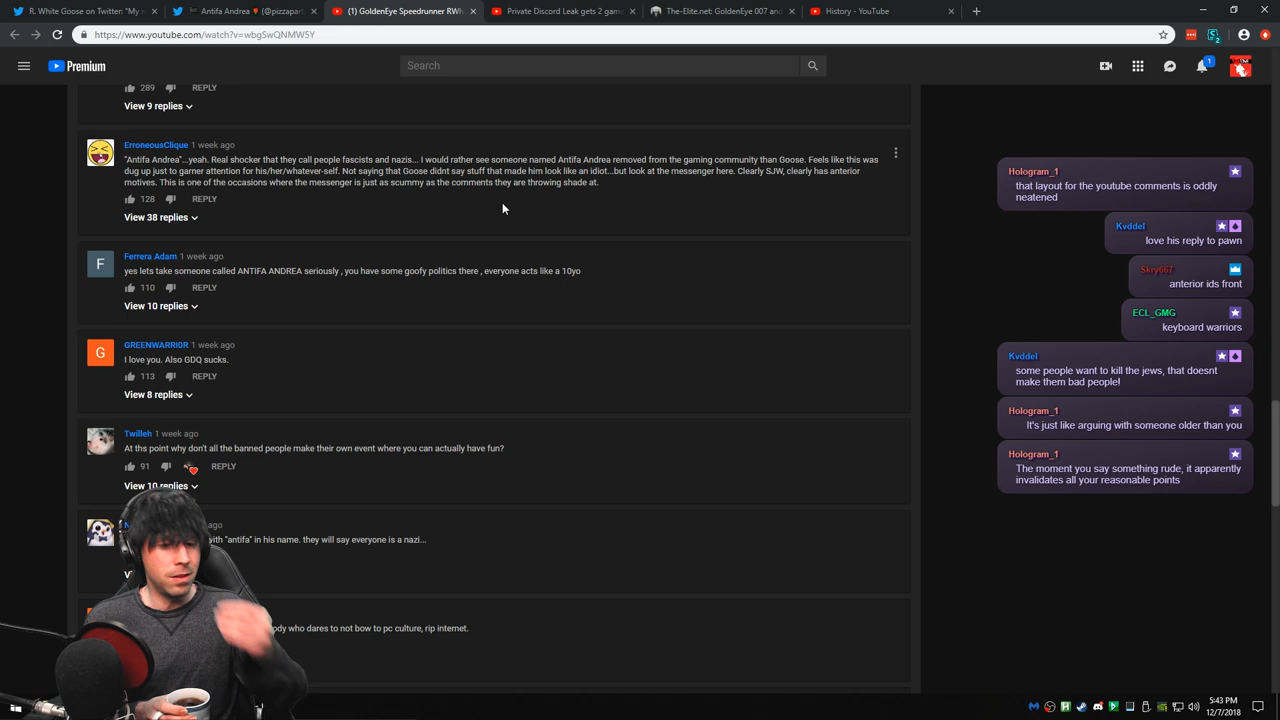 R. White Goose on Twitter: "My n
Antifa Andrea
(@pizzapart
(1) GoldenEye Speedrunner RWh
Private Discord Leak gets 2 game
The-Elite.net: GoldenEye 007 and
History - YouTube
https://www.youtube.com/watch?v=wbgSwQNMW5Y
Premium
Search
1
289
REPLY
View 9 replies
ErroneousClique 1 week ago
"Antifa Andrea"...yeah. Real shocker that they call people fascists and nazis... I would rather see someone named Antifa Andrea removed from the gaming community than Goose. Feels like this was
dug up just to garner attention for his/her/whatever-self. Not saying that Goose didnt say stuff that made him look like an idiot...but look at the messenger here. Clearly SJW, clearly has anterior
motives. This is one of the occasions where the messenger is just as scummy as the comments they are throwing shade at.
128
REPLY
View 38 replies
F
Ferrera Adam 1 week ago
yes lets take someone called ANTIFA ANDREA seriously , you have some goofy politics there , everyone acts like a 10yo
110
REPLY
View 10 replies
G
GREENWARRI0R 1 week ago
I love you. Also GDQ sucks.
113
REPLY
View 8 replies
Twilleh 1 week ago
At ths point why don't all the banned people make their own event where you can actually have fun?
91
REPLY
View 10 replies
ago
with "antifa" in his name. they will say everyone is a nazi...
ody who dares to not bow to pc culture, rip internet.
Hologram_1
that layout for the youtube comments is oddly
neatened
Kvddel
love his reply to pawn
Skry667
anterior ids front
ECL_GMG
keyboard warriors
Kvddel
some people want to kill the jews, that doesnt
make them bad people!
Hologram_1
It's just like arguing with someone older than you
Hologram_1
The moment you say something rude, it apparently
invalidates all your reasonable points
5:43 PM
12/7/2018